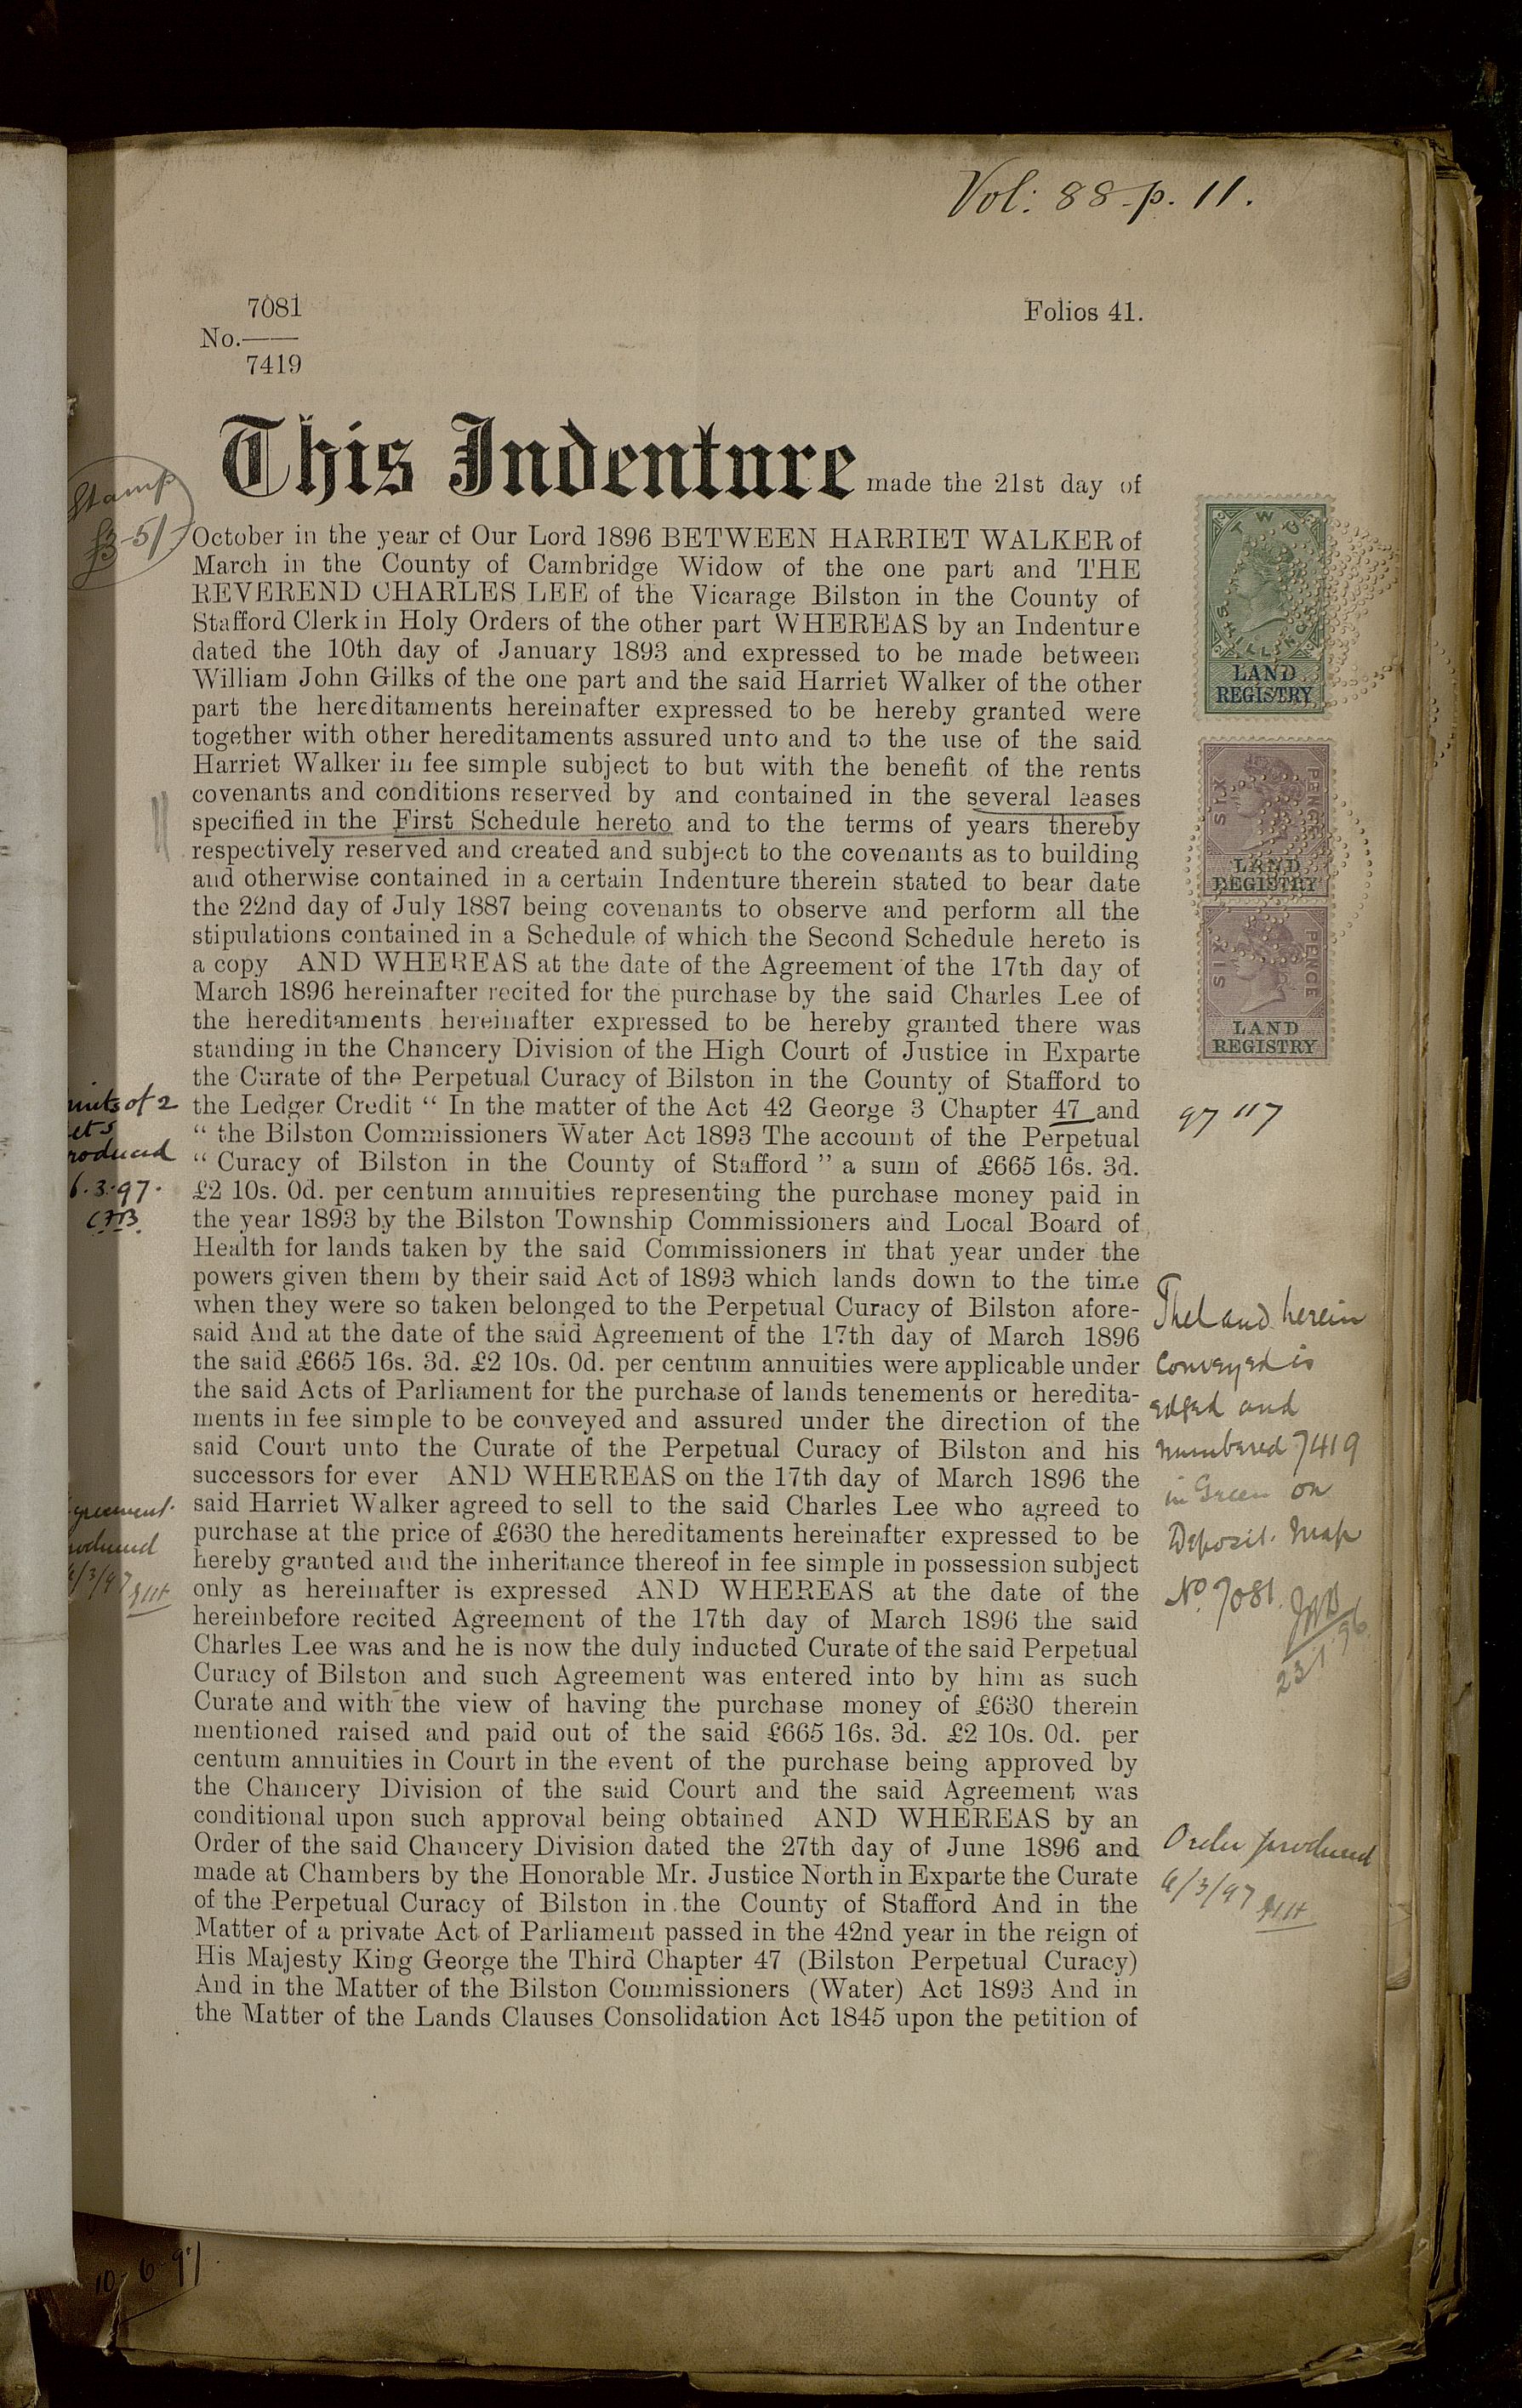 Vol: 88 p. 11.
7081
No.——
7419
Folios 41.
Stamp
£3-5/-
This Indenture made the 21st day of
October in the year of Our Lord 1896 BETWEEN HARRIET WALKER of
March in the County of Cambridge Widow of the one part and THE
REVEREND CHARLES LEE of the Vicarage Bilston in the County of
Stafford Clerk in Holy Orders of the other part WHEREAS by an Indenture
dated the 10th day of January 1893 and expressed to be made between
William John Gilks of the one part and the said Harriet Walker of the other
part the hereditaments hereinafter expressed to be hereby granted were
together with other hereditaments assured unto and to the use of the said
Harriet Walker in fee simple subject to but with the benefit of the rents
covenants and conditions reserved by and contained in the several leases
specified in the First Schedule hereto and to the terms of years thereby
respectively reserved and created and subject to the covenants as to building
and otherwise contained in a certain Indenture therein stated to bear date
the 22nd day of July 1887 being covenants to observe and perform all the
stipulations contained in a Schedule of which the Second Schedule hereto is
a copy AND WHEREAS at the date of the Agreement of the 17th day of
March 1896 hereinafter recited for the purchase by the said Charles Lee of
the hereditaments hereinafter expressed to be hereby granted there was
standing in the Chancery Division of the High Court of Justice in Exparte
the Curate of the Perpetual Curacy of Bilston in the County of Stafford to
the Ledger Credit “ In the matter of the Act 42 George 3 Chapter 47 and
“ the Bilston Commissioners Water Act 1893 The account of the Perpetual
“ Curacy of Bilston in the County of Stafford ” a sum of £665 16s. 3d.
£2 10s. 0d. per centum annuities representing the purchase money paid in
the year 1893 by the Bilston Township Commissioners and Local Board of
Health for lands taken by the said Commissioners in that year under the
powers given them by their said Act of 1893 which lands down to the time
when they were so taken belonged to the Perpetual Curacy of Bilston afore-
said And at the date of the said Agreement of the 17th day of March 1896
the said £665 16s. 3d. £2 10s. 0d. per centum annuities were applicable under
the said Acts of Parliament for the purchase of lands tenements or heredita-
ments in fee simple to be conveyed and assured under the direction of the
said Court unto the Curate of the Perpetual Curacy of Bilston and his
successors for ever AND WHEREAS on the 17th day of March 1896 the
said Harriet Walker agreed to sell to the said Charles Lee who agreed to
purchase at the price of £630 the hereditaments hereinafter expressed to be
hereby granted and the inheritance thereof in fee simple in possession subject
only as hereinafter is expressed AND WHEREAS at the date of the
hereinbefore recited Agreement of the 17th day of March 1896 the said
Charles Lee was and he is now the duly inducted Curate of the said Perpetual
Curacy of Bilston and such Agreement was entered into by him as such
Curate and with the view of having the purchase money of £630 therein
mentioned raised and paid out of the said £665 16s. 3d. £2 10s. 0d. per
centum annuities in Court in the event of the purchase being approved by
the Chancery Division of the said Court and the said Agreement was
conditional upon such approval being obtained AND WHEREAS by an
Order of the said Chancery Division dated the 27th day of June 1896 and
made at Chambers by the Honorable Mr. Justice North in Exparte the Curate
of the Perpetual Curacy of Bilston in the County of Stafford And in the
Matter of a private Act of Parliament passed in the 42nd year in the reign of
His Majesty King George the Third Chapter 47 (Bilston Perpetual Curacy)
And in the Matter of the Bilston Commissioners (Water) Act 1893 And in
the Matter of the Lands Clauses Consolidation Act 1845 upon the petition of
TWO
SHILLINGS
LAND
REGISTRY
SIX PENCE
LAND
REGISTRY
SIX PENCE
LAND
REGISTRY
97 117
The land herein
Conveyed is
edged and
numbered 7419
in Green on
Deposit. Map
No. 7081.
23.1.96.
Order produced
6/3/97
of 2
6.3.97.
10.6.97.